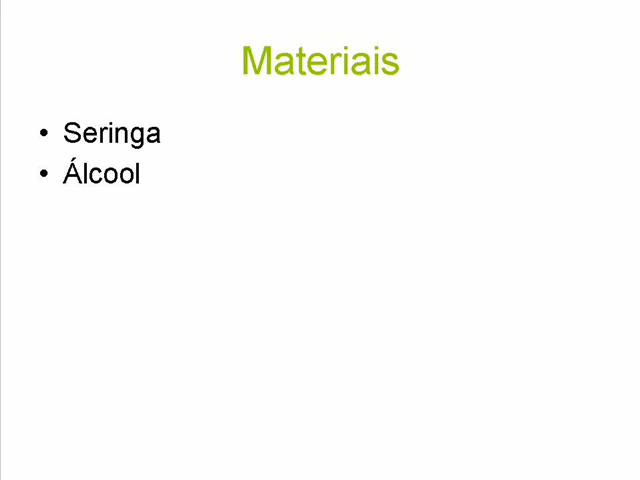 Materiais
• Seringa
• Álcool